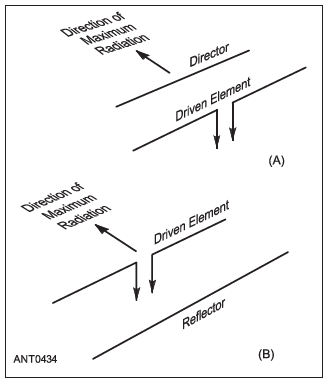 Direction of
Maximum
Radiation
Director
Driven Element
(A)
Direction of
Maximum
Radiation
Driven Element
Reflector
ANT0434
(B)